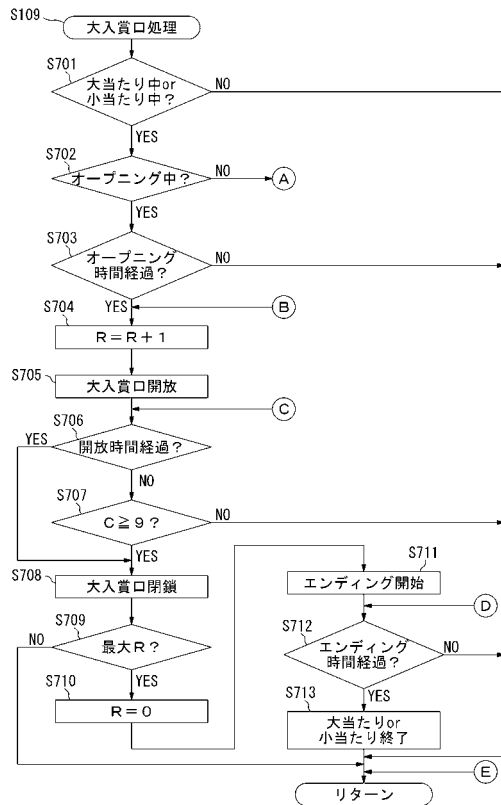 S109
大入賞口処理
S701
大当たり中or
小当たり中？
NO
YES
S702
オープニング中？
NO
A
YES
S703
オープニング
時間経過？
NO
YES
B
S704
R=R+1
S705
大入賞口開放
C
S706
開放時間経過？
YES
NO
S707
C≧9？
NO
YES
S708
大入賞口閉鎖
S709
最大R？
NO
YES
S710
R=0
S711
エンディング開始
D
S712
エンディング
時間経過？
NO
YES
S713
大当たりor
小当たり終了
E
リターン